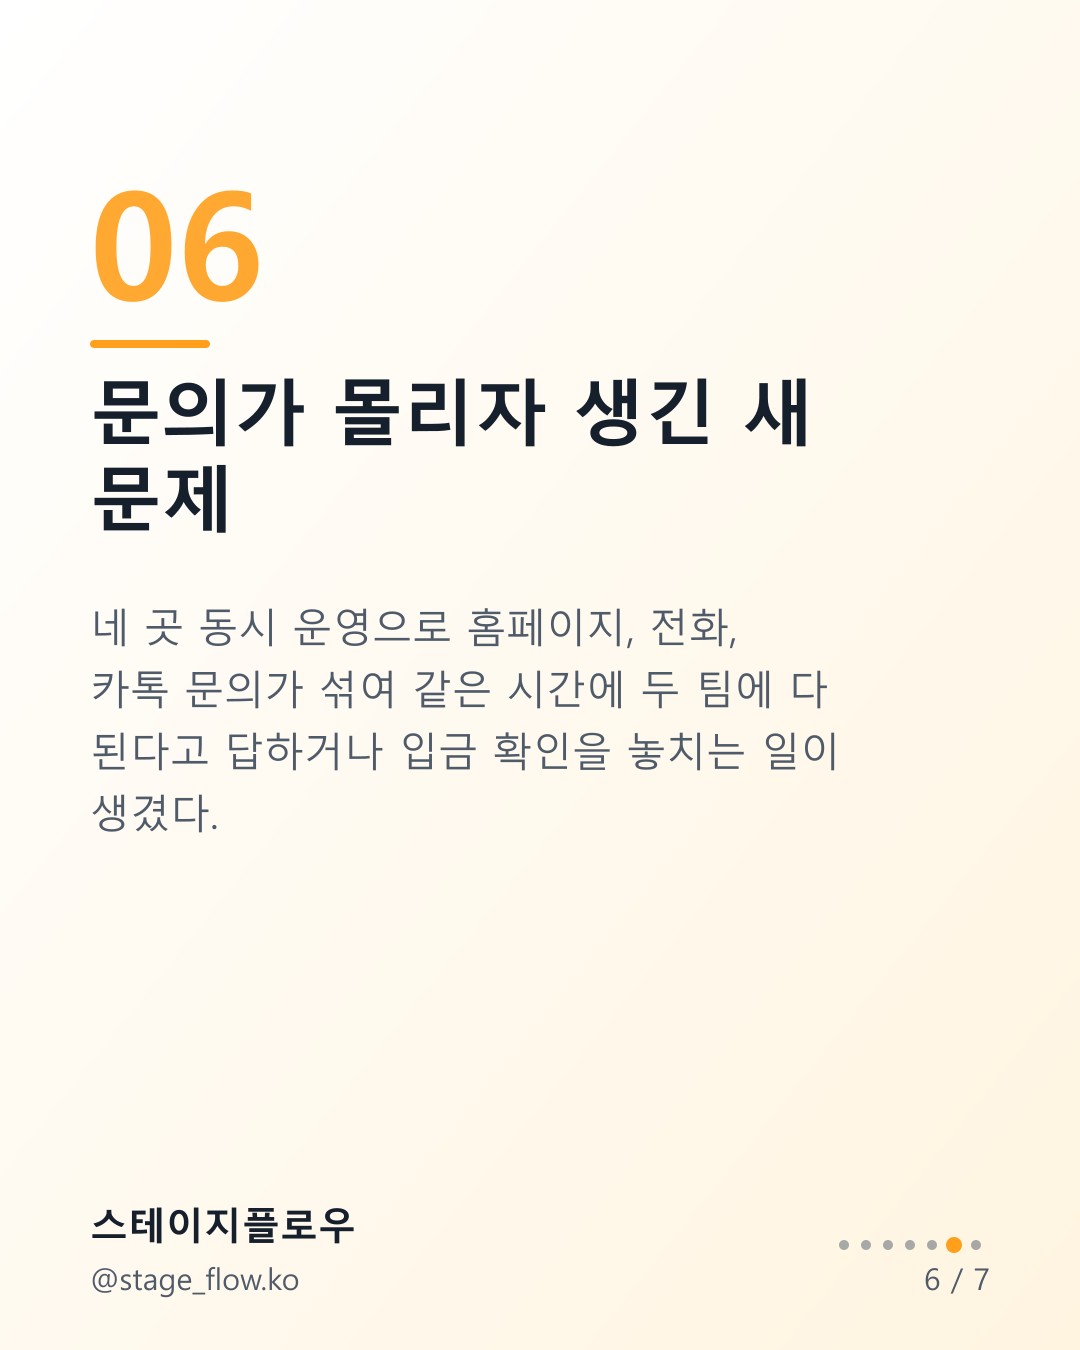 06
문의가 몰리자 생긴 새
문제
네 곳 동시 운영으로 홈페이지, 전화,
카톡 문의가 섞여 같은 시간에 두 팀에 다
된다고 답하거나 입금 확인을 놓치는 일이
생겼다.
스테이지플로우
@stage_flow.ko
6 / 7